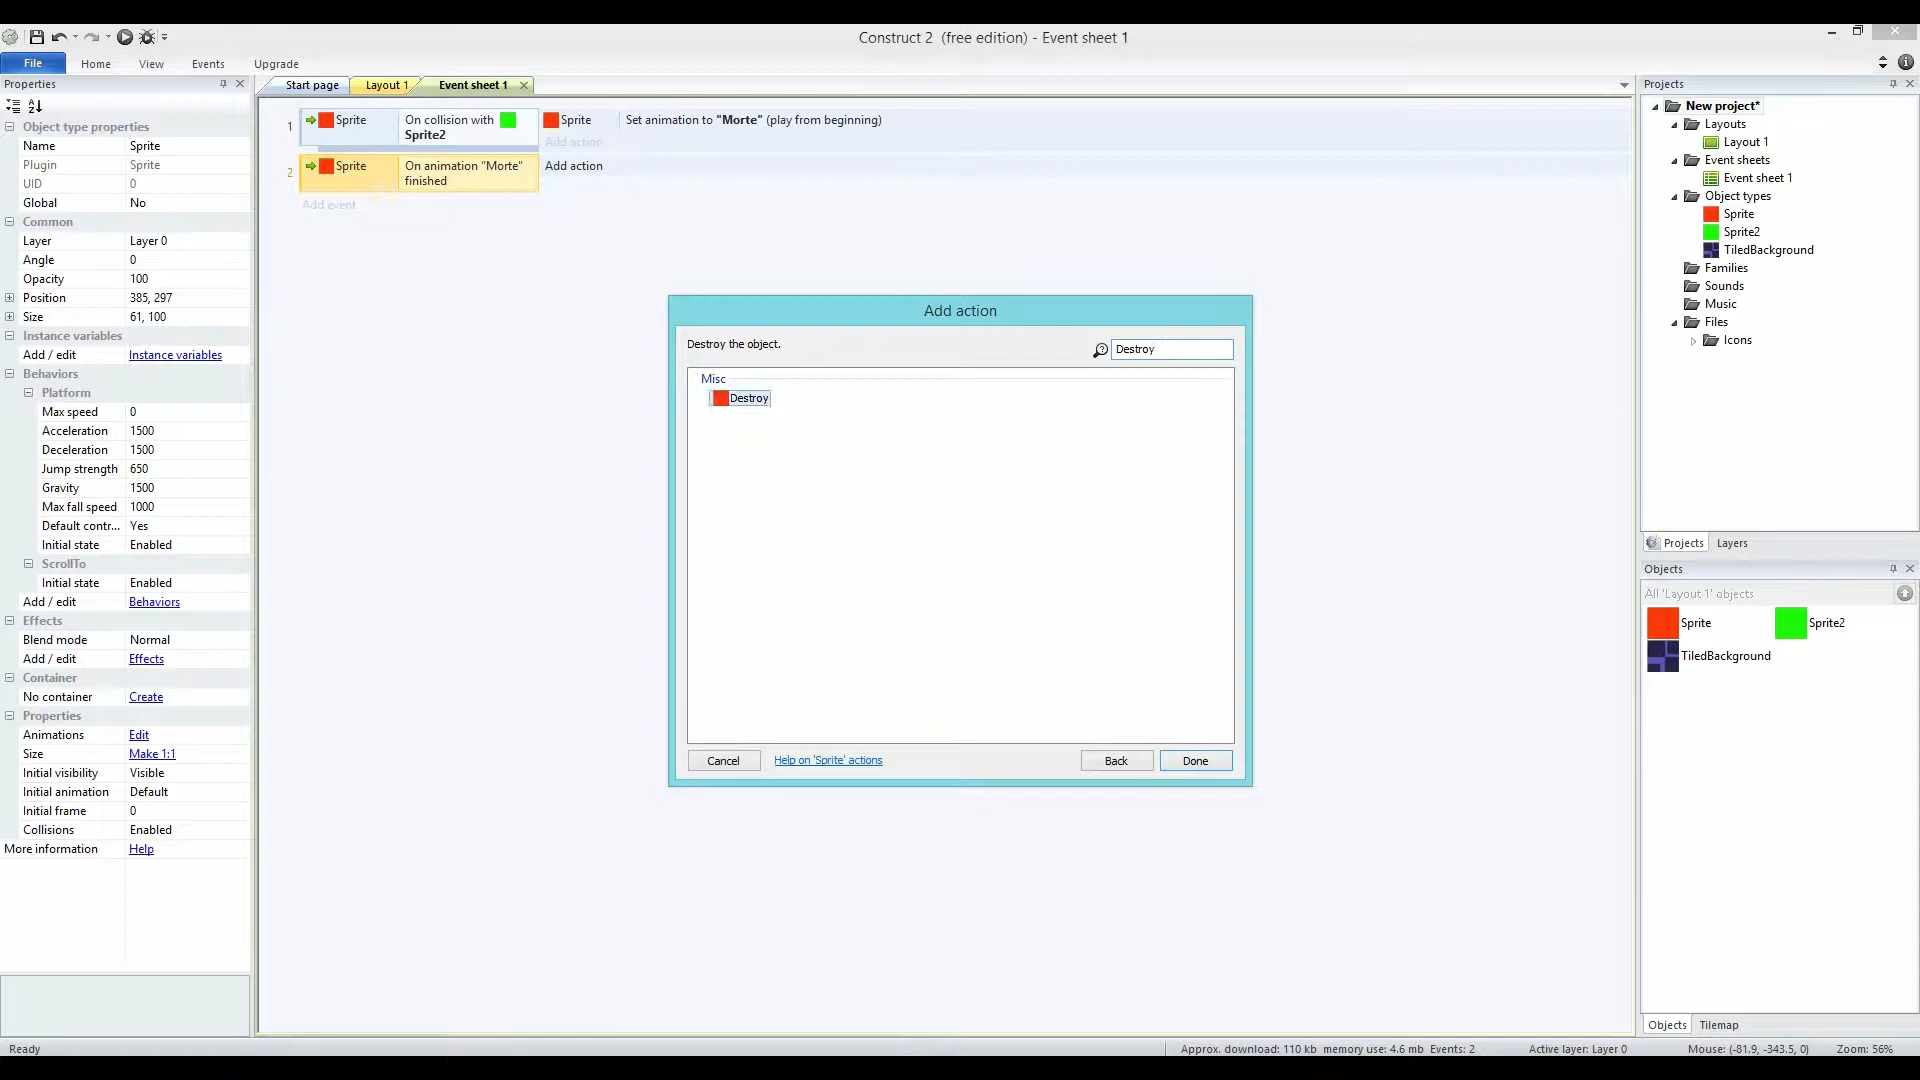 Construct 2  (free edition) - Event sheet 1
File
Home
View
Events
Upgrade
Properties
Start page
Layout 1
Event sheet 1
Projects
Object type properties
Name Sprite
Plugin Sprite
UID 0
Global No
Common
Layer Layer 0
Angle 0
Opacity 100
Position 385, 297
Size 61, 100
Instance variables
Add / edit Instance variables
Behaviors
Platform
Max speed 0
Acceleration 1500
Deceleration 1500
Jump strength 650
Gravity 1500
Max fall speed 1000
Default contr... Yes
Initial state Enabled
ScrollTo
Initial state Enabled
Add / edit Behaviors
Effects
Blend mode Normal
Add / edit Effects
Container
No container Create
Properties
Animations Edit
Size Make 1:1
Initial visibility Visible
Initial animation Default
Initial frame 0
Collisions Enabled
More information Help
1 Sprite On collision with Sprite Set animation to "Morte" (play from beginning)
Sprite2 Add action
2 Sprite On animation "Morte" Add action
finished
Add event
Add action
Destroy the object. Destroy
Misc
Destroy
Cancel Help on 'Sprite' actions Back Done
New project*
Layouts
Layout 1
Event sheets
Event sheet 1
Object types
Sprite
Sprite2
TiledBackground
Families
Sounds
Music
Files
Icons
Projects Layers
Objects
All 'Layout 1' objects
Sprite Sprite2
TiledBackground
Objects Tilemap
Ready Approx. download: 110 kb  memory use: 4.6 mb  Events: 2 Active layer: Layer 0 Mouse: (-81.9, -343.5, 0) Zoom: 56%